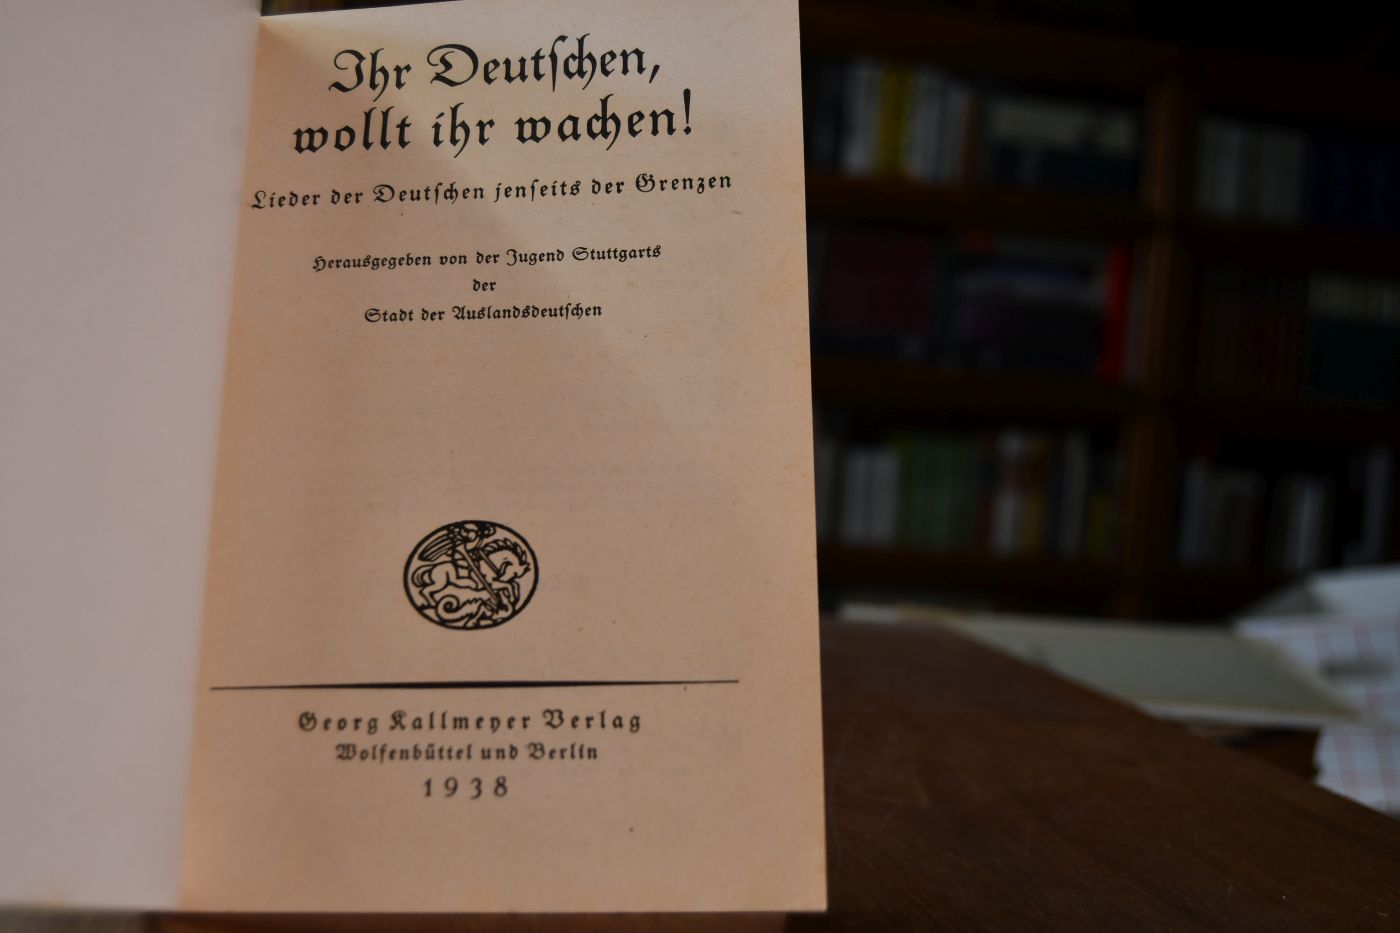 Ihr Deutſchen,
wollt ihr wachen!
Lieder der Deutſchen jenſeits der Grenzen
Herausgegeben von der Jugend Stuttgarts
der
Stadt der Auslandsdeutſchen
Georg Kallmeyer Verlag
Wolfenbüttel und Berlin
1938